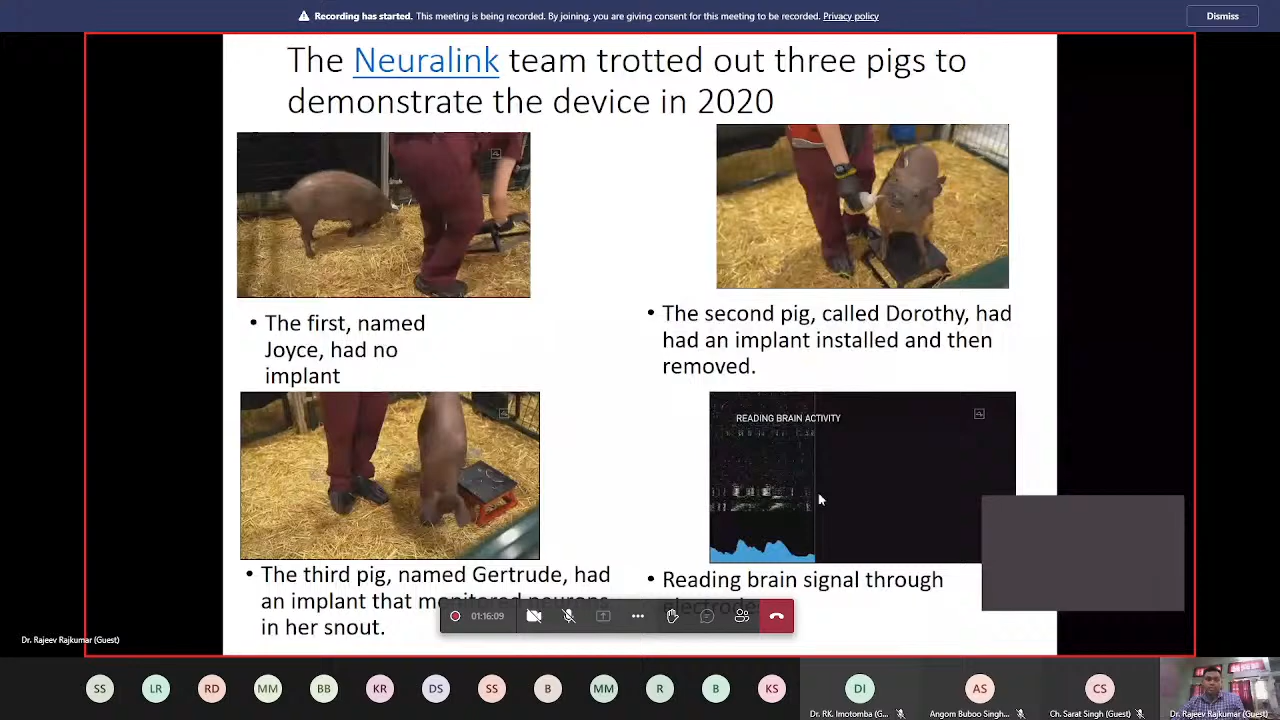 Recording has started. This meeting is being recorded. By joining, you are giving consent for this meeting to be recorded. Privacy policy
Dismiss
The Neuralink team trotted out three pigs to
demonstrate the device in 2020
• The first, named
Joyce, had no
implant
• The second pig, called Dorothy, had
had an implant installed and then
removed.
READING BRAIN ACTIVITY
• The third pig, named Gertrude, had
an implant that monitored neurons
in her snout.
• Reading brain signal through
01:16:09
Dr. Rajeev Rajkumar (Guest)
SS LR RD MM BB KR DS SS B MM R B KS DI AS CS
Dr. RK. Imotomba (G... Angom Buboo Singh... Ch. Sarat Singh (Guest) Dr. Rajeev Rajkumar (Guest)